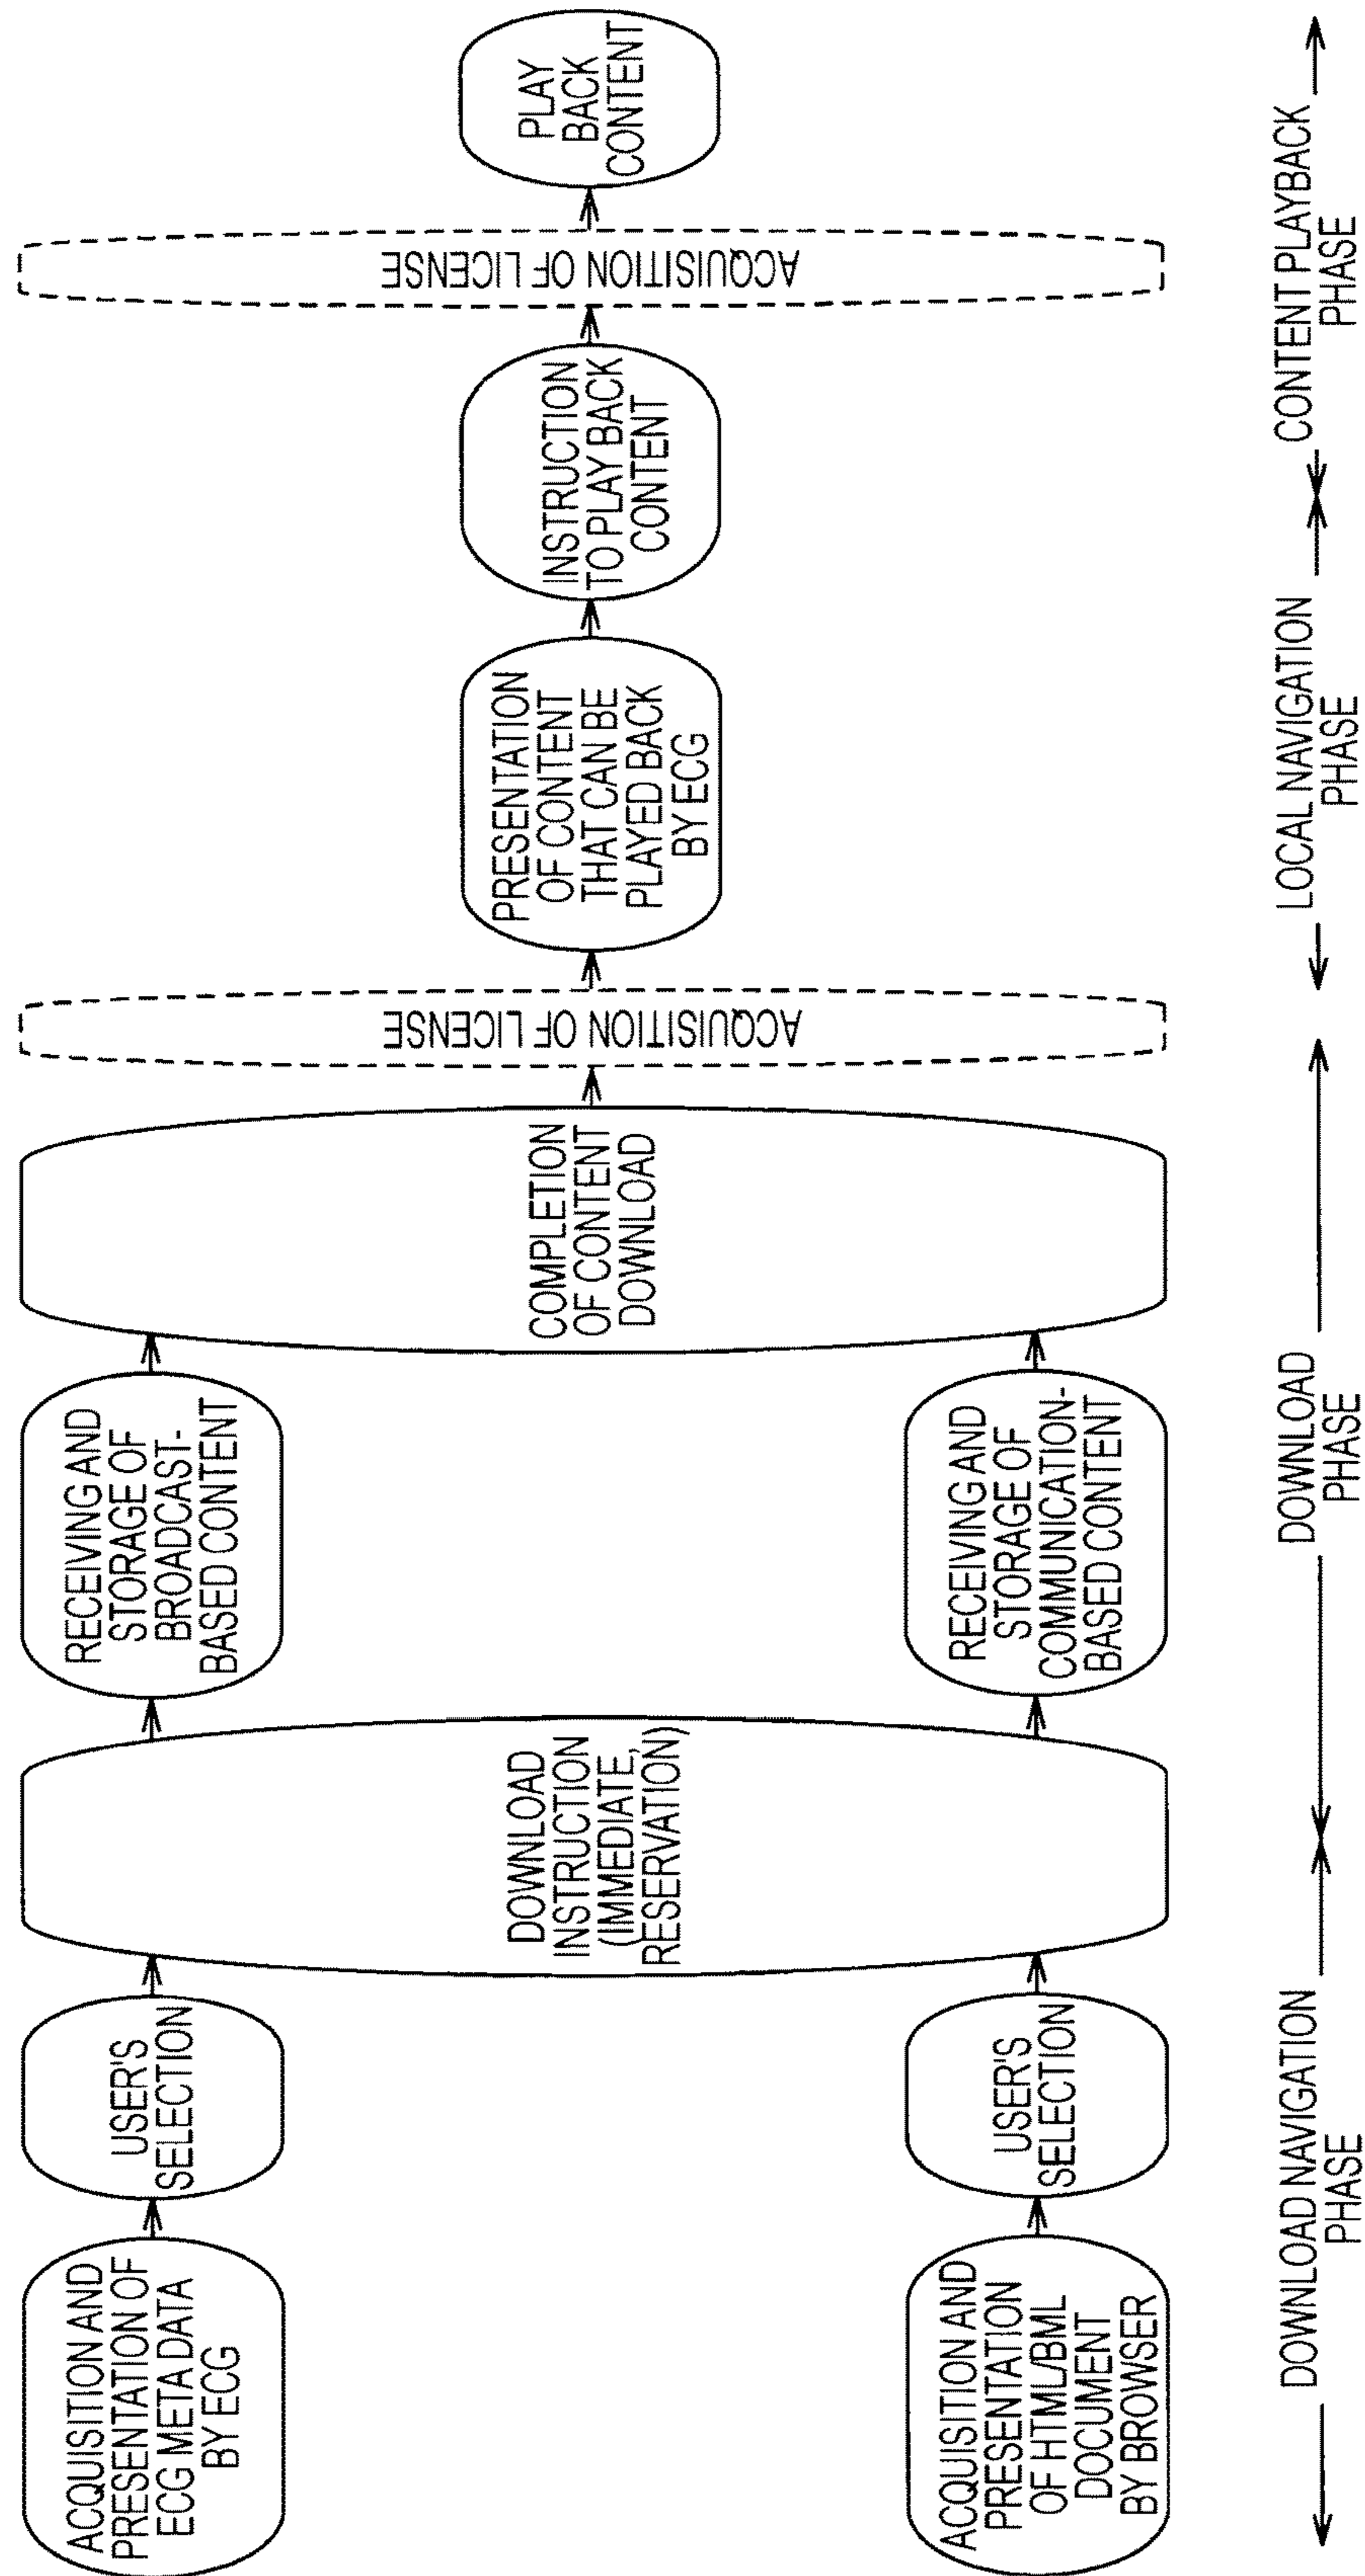 ACQUISITION AND
PRESENTATION OF
ECG META DATA
BY ECG
USER'S
SELECTION
ACQUISITION AND
PRESENTATION
OF HTML/BML
DOCUMENT
BY BROWSER
USER'S
SELECTION
DOWNLOAD
INSTRUCTION
(IMMEDIATE,
RESERVATION)
RECEIVING AND
STORAGE OF
BROADCAST-
BASED CONTENT
RECEIVING AND
STORAGE OF
COMMUNICATION-
BASED CONTENT
COMPLETION
OF CONTENT
DOWNLOAD
ACQUISITION OF LICENSE
PRESENTATION
OF CONTENT
THAT CAN BE
PLAYED BACK
BY ECG
INSTRUCTION
TO PLAY BACK
CONTENT
ACQUISITION OF LICENSE
PLAY
BACK
CONTENT
DOWNLOAD NAVIGATION
PHASE
DOWNLOAD
PHASE
LOCAL NAVIGATION
PHASE
CONTENT PLAYBACK
PHASE